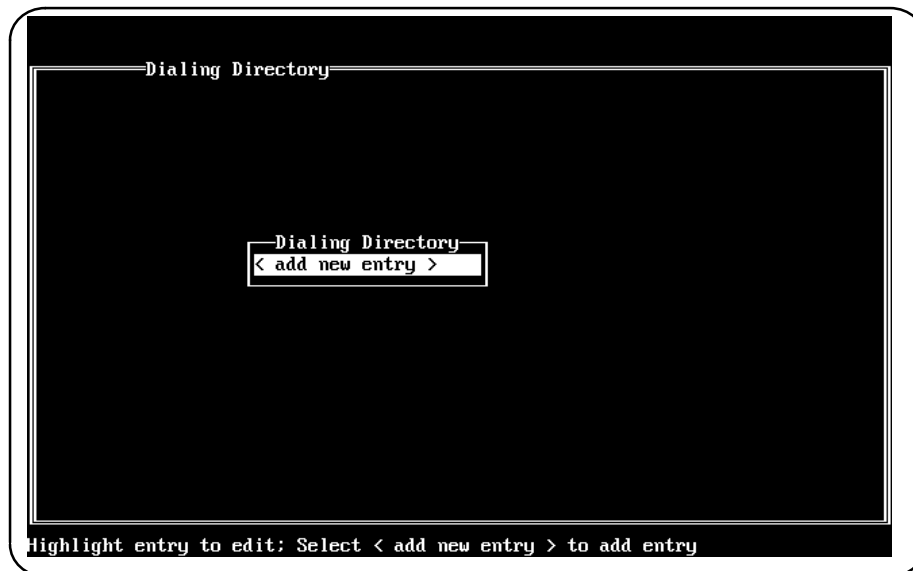 Dialing Directory
Dialing Directory
< add new entry >
Highlight entry to edit; Select < add new entry > to add entry